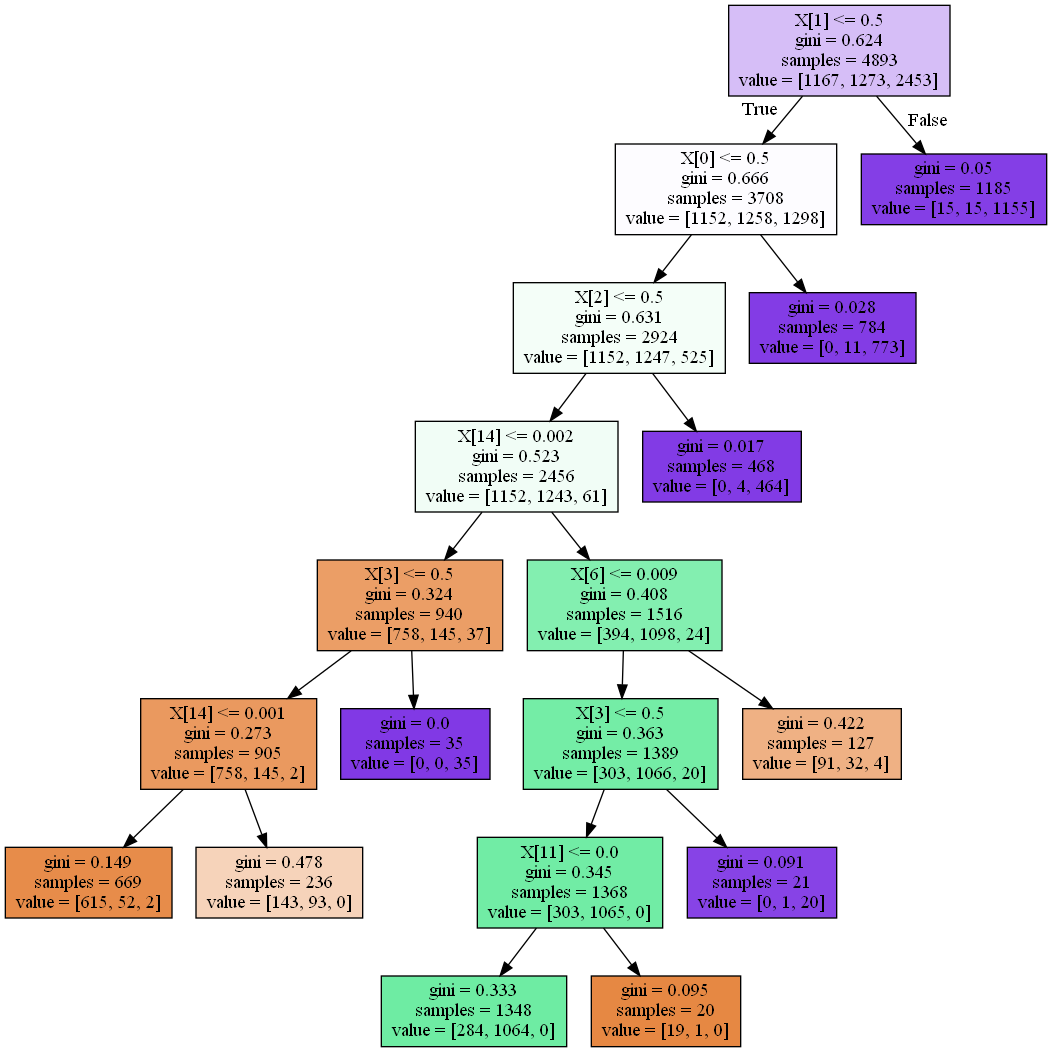 X[1] <= 0.5
gini = 0.624
samples = 4893
value = [1167, 1273, 2453]
True
False
X[0] <= 0.5
gini = 0.666
samples = 3708
value = [1152, 1258, 1298]
gini = 0.05
samples = 1185
value = [15, 15, 1155]
X[2] <= 0.5
gini = 0.631
samples = 2924
value = [1152, 1247, 525]
gini = 0.028
samples = 784
value = [0, 11, 773]
X[14] <= 0.002
gini = 0.523
samples = 2456
value = [1152, 1243, 61]
gini = 0.017
samples = 468
value = [0, 4, 464]
X[3] <= 0.5
gini = 0.324
samples = 940
value = [758, 145, 37]
X[6] <= 0.009
gini = 0.408
samples = 1516
value = [394, 1098, 24]
X[14] <= 0.001
gini = 0.273
samples = 905
value = [758, 145, 2]
gini = 0.0
samples = 35
value = [0, 0, 35]
X[3] <= 0.5
gini = 0.363
samples = 1389
value = [303, 1066, 20]
gini = 0.422
samples = 127
value = [91, 32, 4]
gini = 0.149
samples = 669
value = [615, 52, 2]
gini = 0.478
samples = 236
value = [143, 93, 0]
X[11] <= 0.0
gini = 0.345
samples = 1368
value = [303, 1065, 0]
gini = 0.091
samples = 21
value = [0, 1, 20]
gini = 0.333
samples = 1348
value = [284, 1064, 0]
gini = 0.095
samples = 20
value = [19, 1, 0]